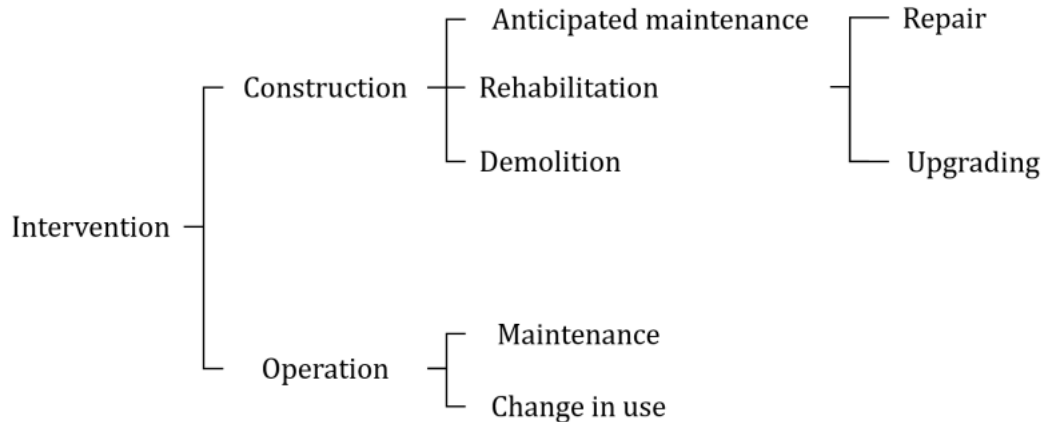 Anticipated maintenance
Repair
Construction
Rehabilitation
Demolition
Upgrading
Intervention
Maintenance
Operation
Change in use